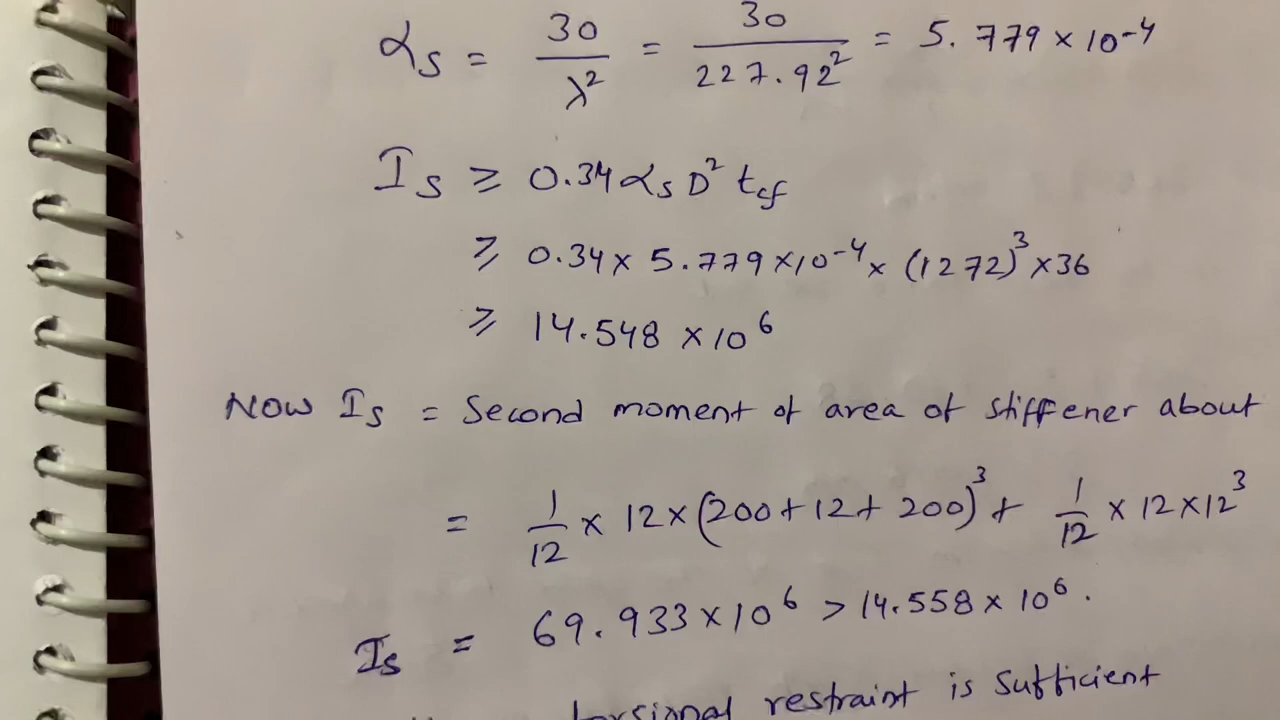 αs = 30/λ² = 30/227.92² = 5.779 × 10⁻⁴
Is ≥ 0.34 αs D² tcf
≥ 0.34 × 5.779 × 10⁻⁴ × (1272)³ × 36
≥ 14.548 × 10⁶
Now Is = Second moment of area of stiffener about
= 1/12 × 12 × (200 + 12 + 200)³ + 1/12 × 12 × 12³
Is = 69.933 × 10⁶ > 14.558 × 10⁶.
torsional restraint is sufficient